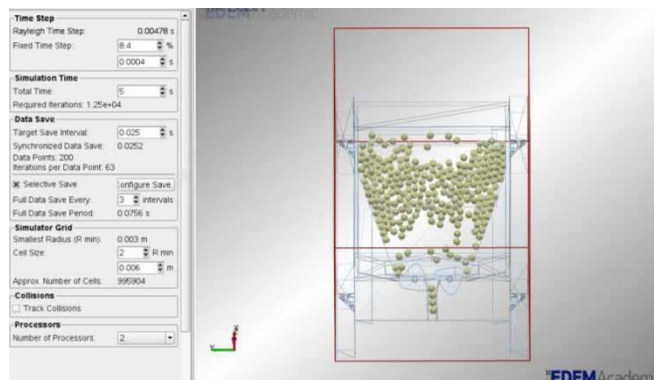 Time Step
Rayleigh Time Step: 0.00478 s
Fixed Time Step: 8.4 %
0.0004 s
Simulation Time
Total Time: 5 s
Required Iterations: 1.25e+04
Data Save
Target Save Interval: 0.025 s
Synchronized Data Save: 0.0252
Data Points: 200
Iterations per Data Point: 63
Selective Save onfigure Save.
Full Data Save Every: 3 intervals
Full Data Save Period: 0.0756 s
Simulator Grid
Smallest Radius (R min): 0.003 m
Cell Size: 2 R min
0.006 m
Approx. Number of Cells: 995904
Collisions
Track Collisions
Processors
Number of Processors: 2
EDEM Academic
EDEMAcadem